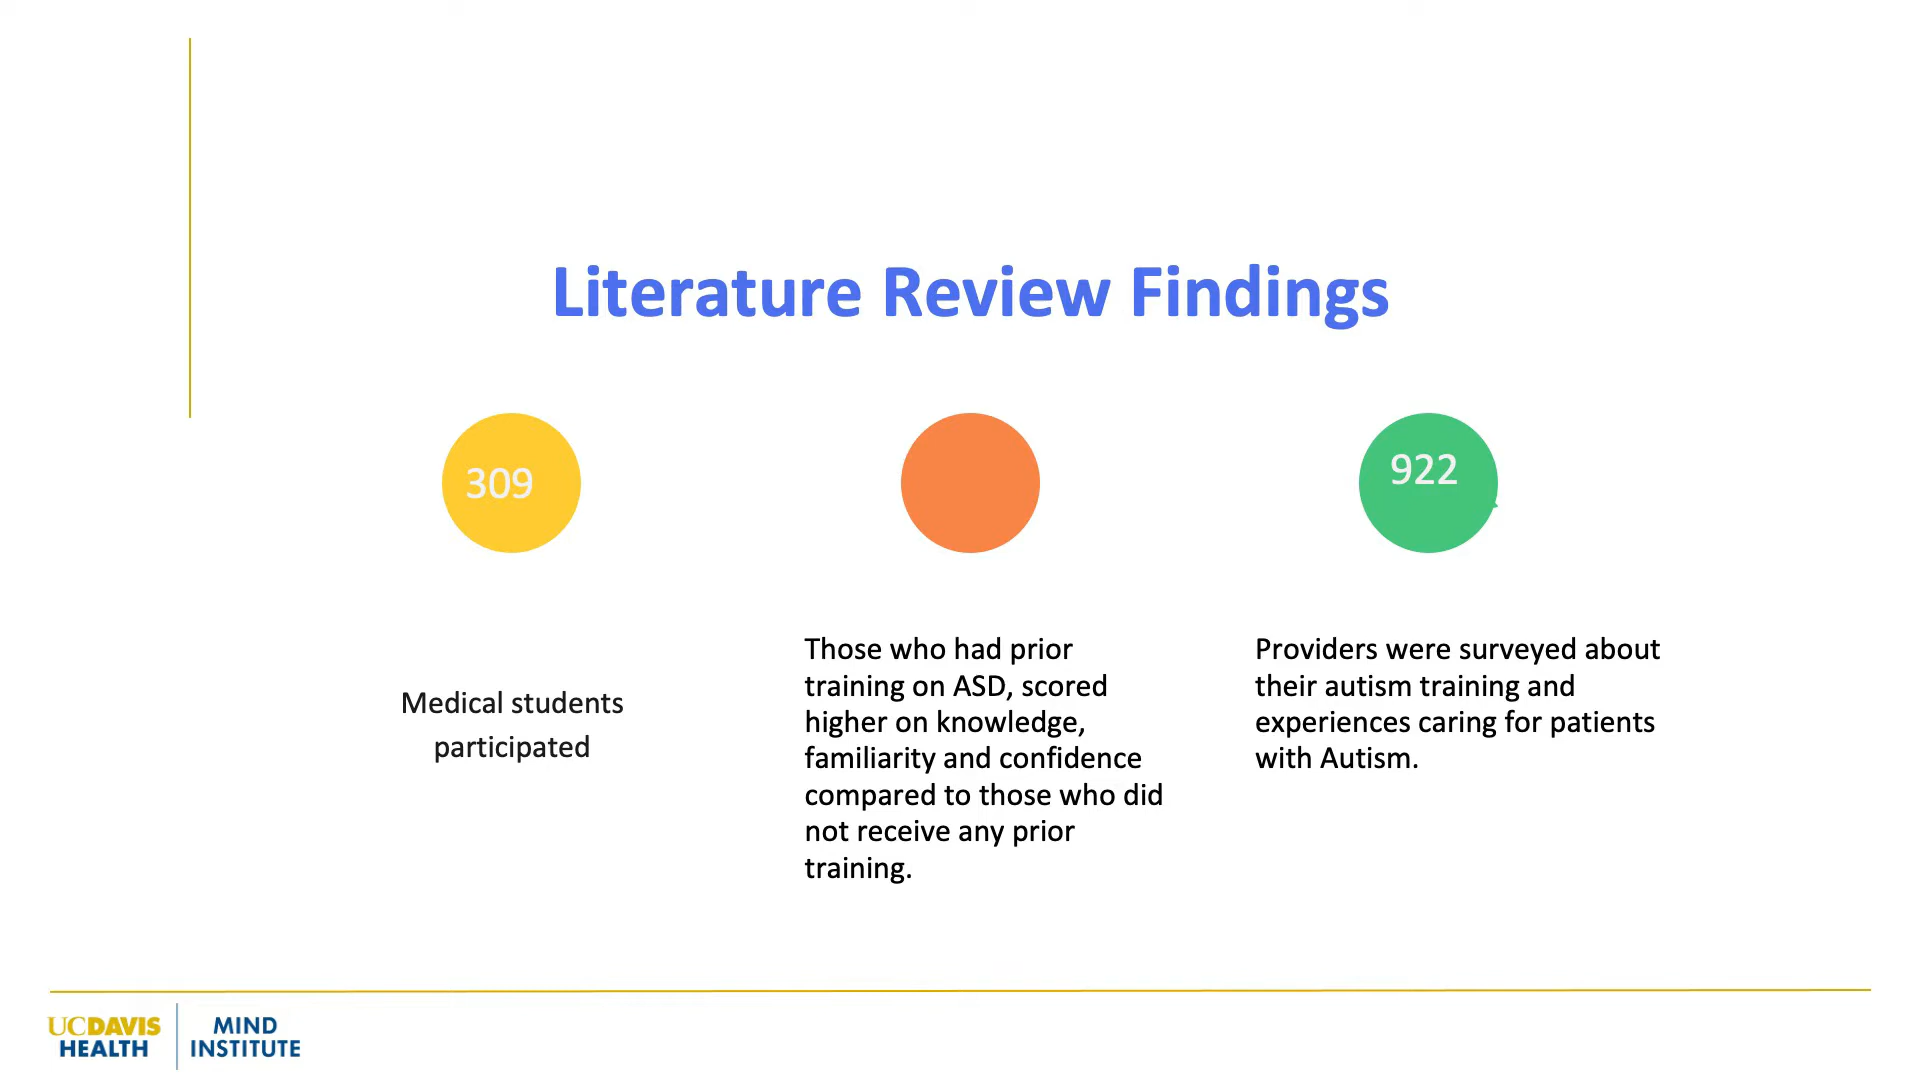 Literature Review Findings
309
922
Medical students
participated
Those who had prior
training on ASD, scored
higher on knowledge,
familiarity and confidence
compared to those who did
not receive any prior
training.
Providers were surveyed about
their autism training and
experiences caring for patients
with Autism.
UCDAVIS
HEALTH
MIND
INSTITUTE